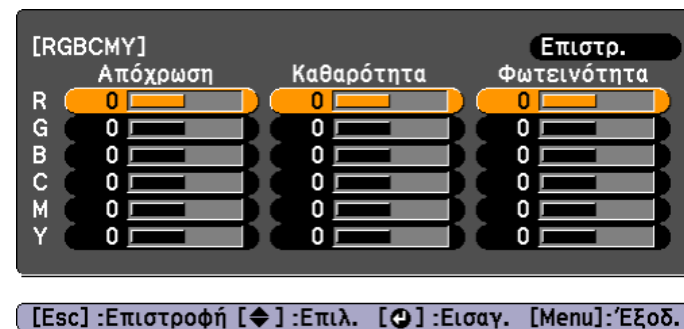 [RGBCMY] Επιστρ.
Απόχρωση Καθαρότητα Φωτεινότητα
R 0 0 0
G 0 0 0
B 0 0 0
C 0 0 0
M 0 0 0
Y 0 0 0
[Esc] :Επιστροφή [◆] :Επιλ. [↵] :Εισαγ. [Menu]:Έξοδ.